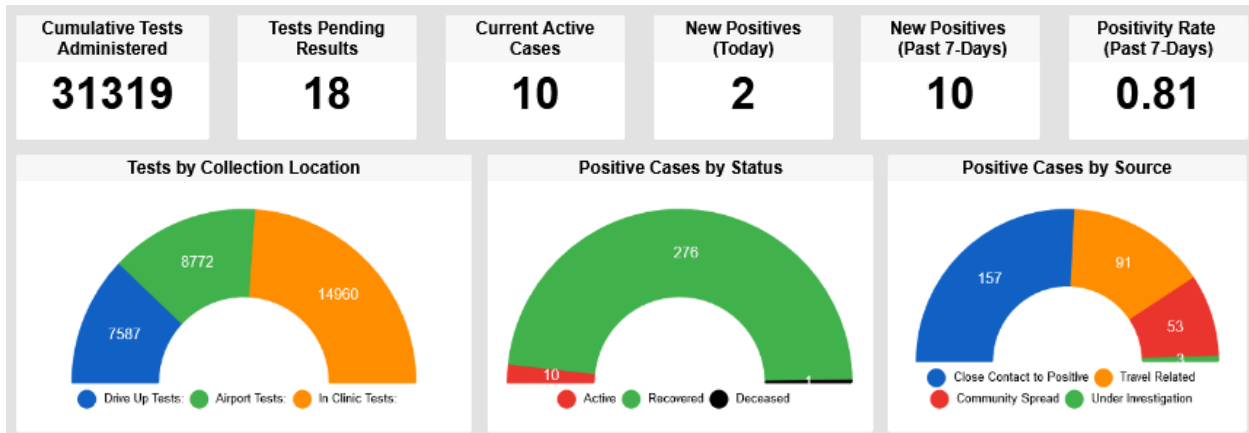 Cumulative Tests
Administered
31319
Tests Pending
Results
18
Current Active
Cases
10
New Positives
(Today)
2
New Positives
(Past 7-Days)
10
Positivity Rate
(Past 7-Days)
0.81
Tests by Collection Location
8772
14960
7587
Drive Up Tests: Airport Tests: In Clinic Tests:
Positive Cases by Status
276
10
1
Active Recovered Deceased
Positive Cases by Source
157
91
53
3
Close Contact to Positive Travel Related
Community Spread Under Investigation